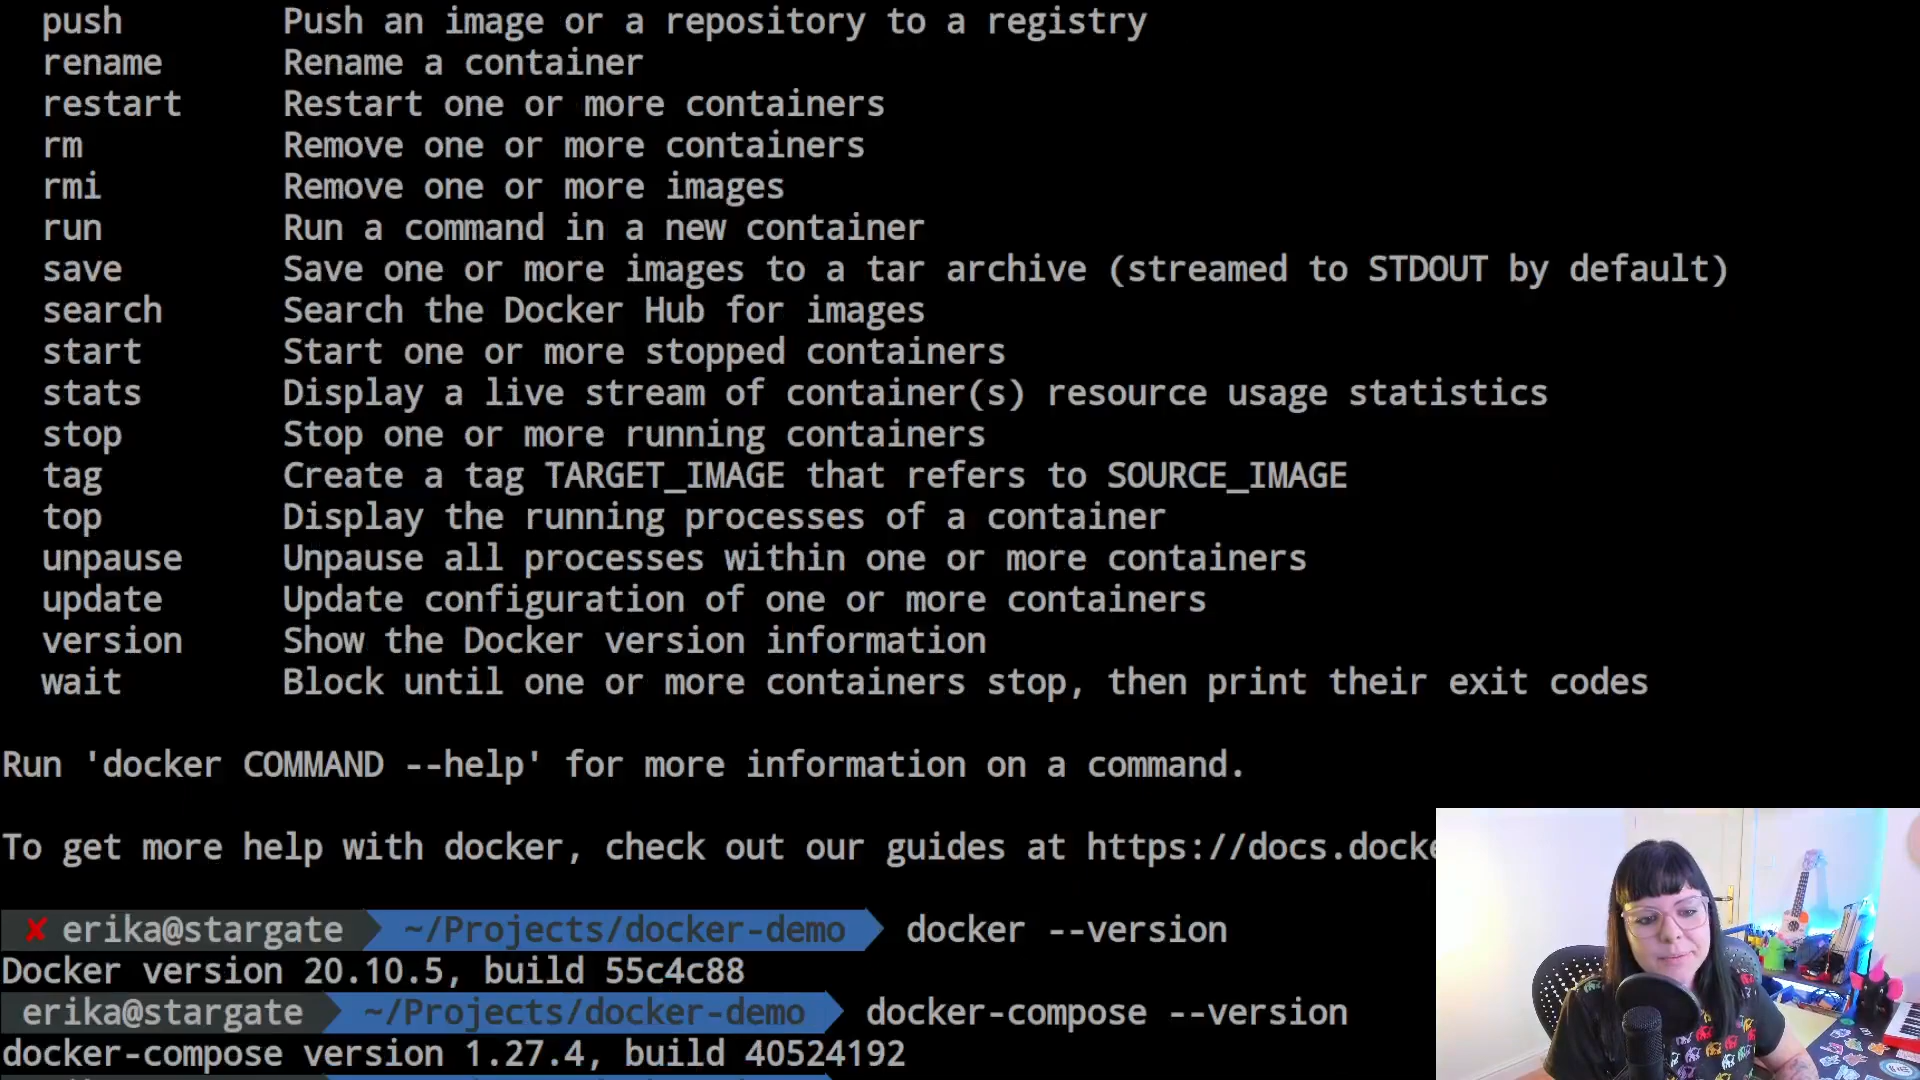 push Push an image or a repository to a registry
rename Rename a container
restart Restart one or more containers
rm Remove one or more containers
rmi Remove one or more images
run Run a command in a new container
save Save one or more images to a tar archive (streamed to STDOUT by default)
search Search the Docker Hub for images
start Start one or more stopped containers
stats Display a live stream of container(s) resource usage statistics
stop Stop one or more running containers
tag Create a tag TARGET_IMAGE that refers to SOURCE_IMAGE
top Display the running processes of a container
unpause Unpause all processes within one or more containers
update Update configuration of one or more containers
version Show the Docker version information
wait Block until one or more containers stop, then print their exit codes
Run 'docker COMMAND --help' for more information on a command.
To get more help with docker, check out our guides at https://docs.docke
✘ erika@stargate ~/Projects/docker-demo docker --version
Docker version 20.10.5, build 55c4c88
erika@stargate ~/Projects/docker-demo docker-compose --version
docker-compose version 1.27.4, build 40524192